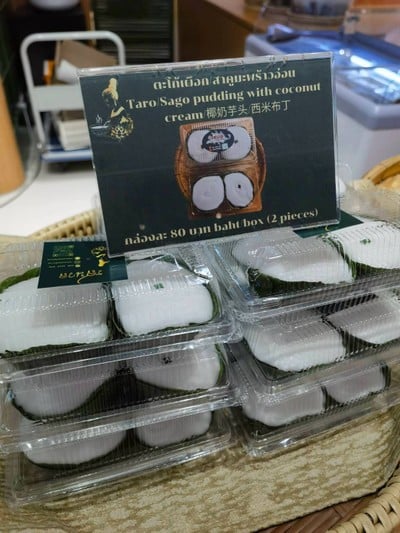 ตะโก้เผือก/สาคูมะพร้าวอ่อน
Taro/Sago pudding with coconut
cream/椰奶芋头/西米布丁
กล่องละ 80 บาท baht box (2 pieces)